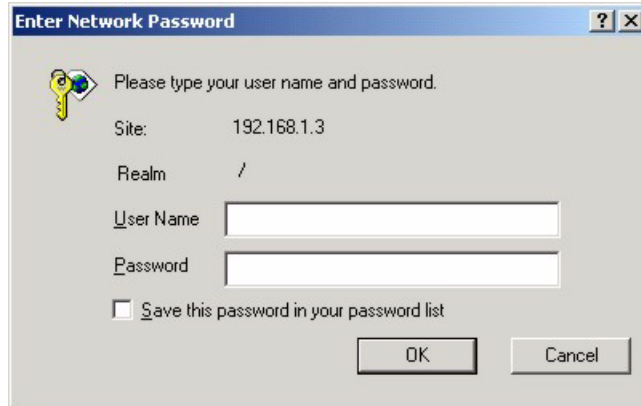 Enter Network Password
Please type your user name and password.
Site: 192.168.1.3
Realm /
User Name
Password
Save this password in your password list
OK Cancel